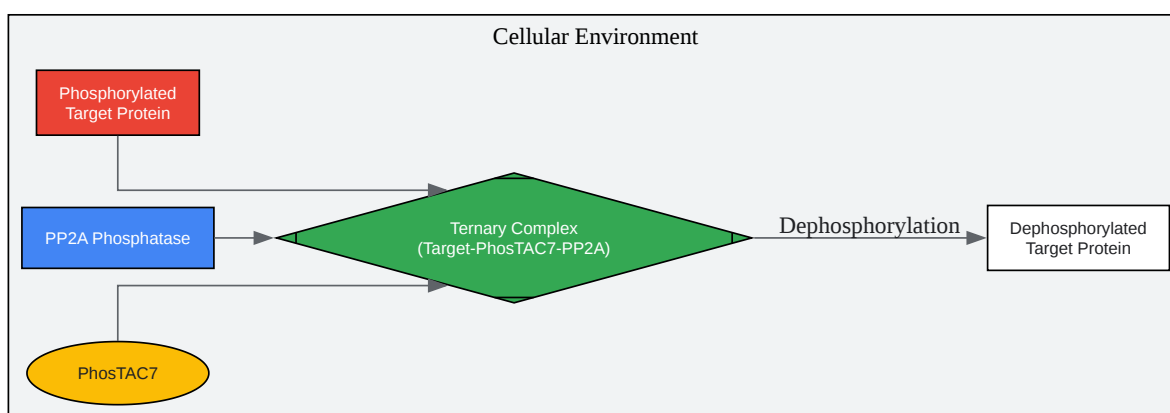 Cellular Environment
Phosphorylated
Target Protein
PP2A Phosphatase
Ternary Complex
(Target-PhosTAC7-PP2A)
Dephosphorylation
Dephosphorylated
Target Protein
PhosTAC7